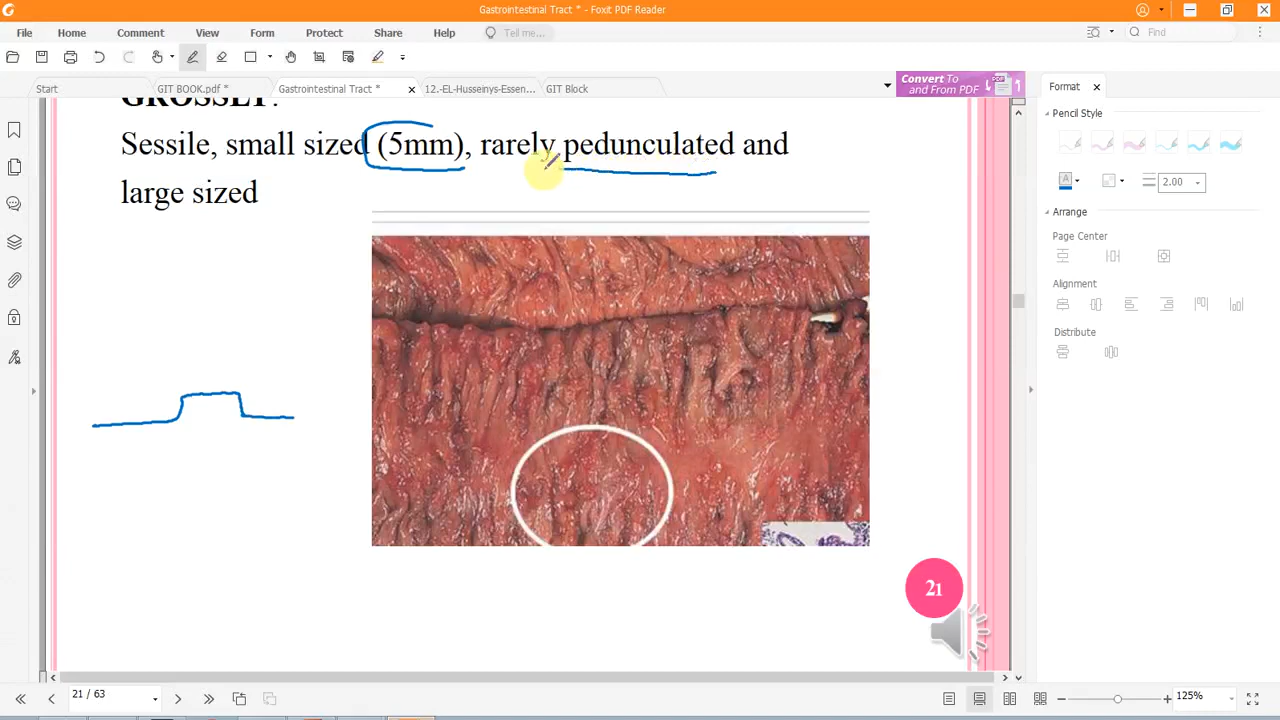 Gastrointestinal Tract * - Foxit PDF Reader
File Home Comment View Form Protect Share Help Tell me... Find
Start GIT BOOK.pdf * Gastrointestinal Tract * 12.-EL-Husseinys-Essen... GIT Block
Convert To
and From PDF
PDF
GROSSLY:
Sessile, small sized (5mm), rarely pedunculated and
large sized
21
Format
Pencil Style
A
2.00
Arrange
Page Center
Alignment
Distribute
21 / 63
125%